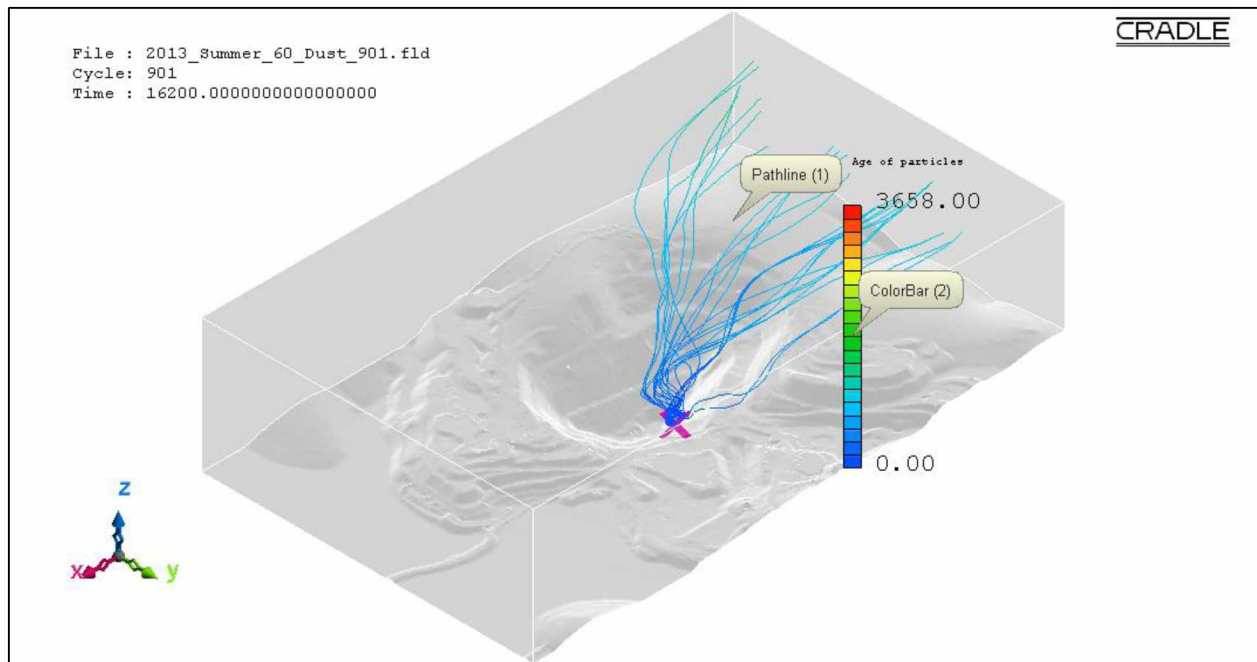 File : 2013_Summer_60_Dust_901.fld
Cycle: 901
Time : 16200.0000000000000000
CRADLE
Pathline (1)
Age of particles
3658.00
ColorBar (2)
0.00
z
x
y